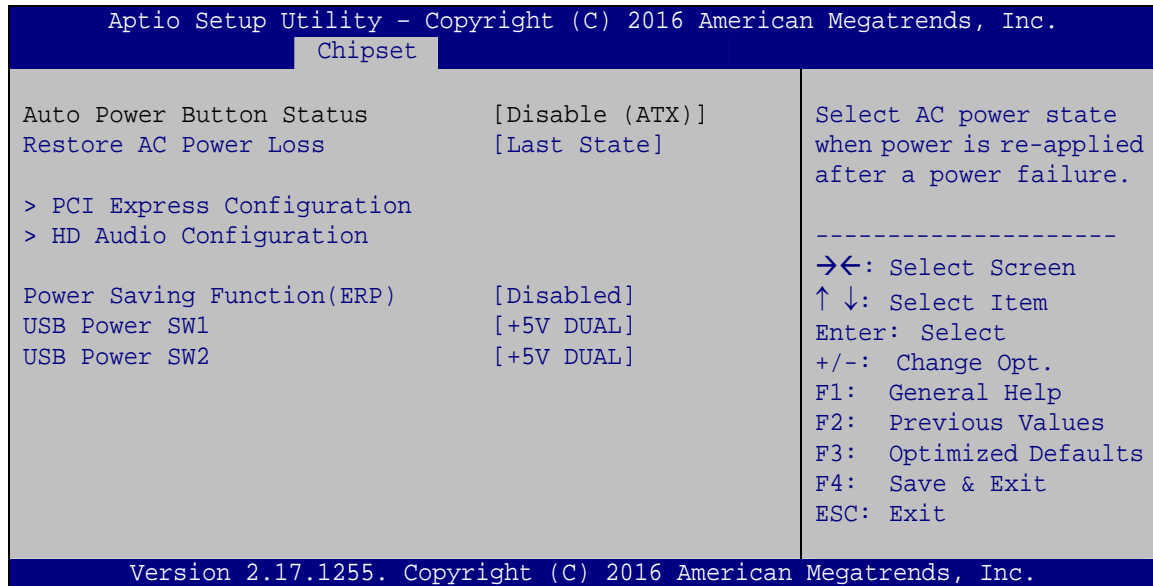 Aptio Setup Utility – Copyright (C) 2016 American Megatrends, Inc.
Chipset
Auto Power Button Status [Disable (ATX)]
Restore AC Power Loss [Last State]
> PCI Express Configuration
> HD Audio Configuration
Power Saving Function(ERP) [Disabled]
USB Power SW1 [+5V DUAL]
USB Power SW2 [+5V DUAL]
Select AC power state
when power is re-applied
after a power failure.
---------------------
→←: Select Screen
↑ ↓: Select Item
Enter: Select
+/-: Change Opt.
F1: General Help
F2: Previous Values
F3: Optimized Defaults
F4: Save & Exit
ESC: Exit
Version 2.17.1255. Copyright (C) 2016 American Megatrends, Inc.